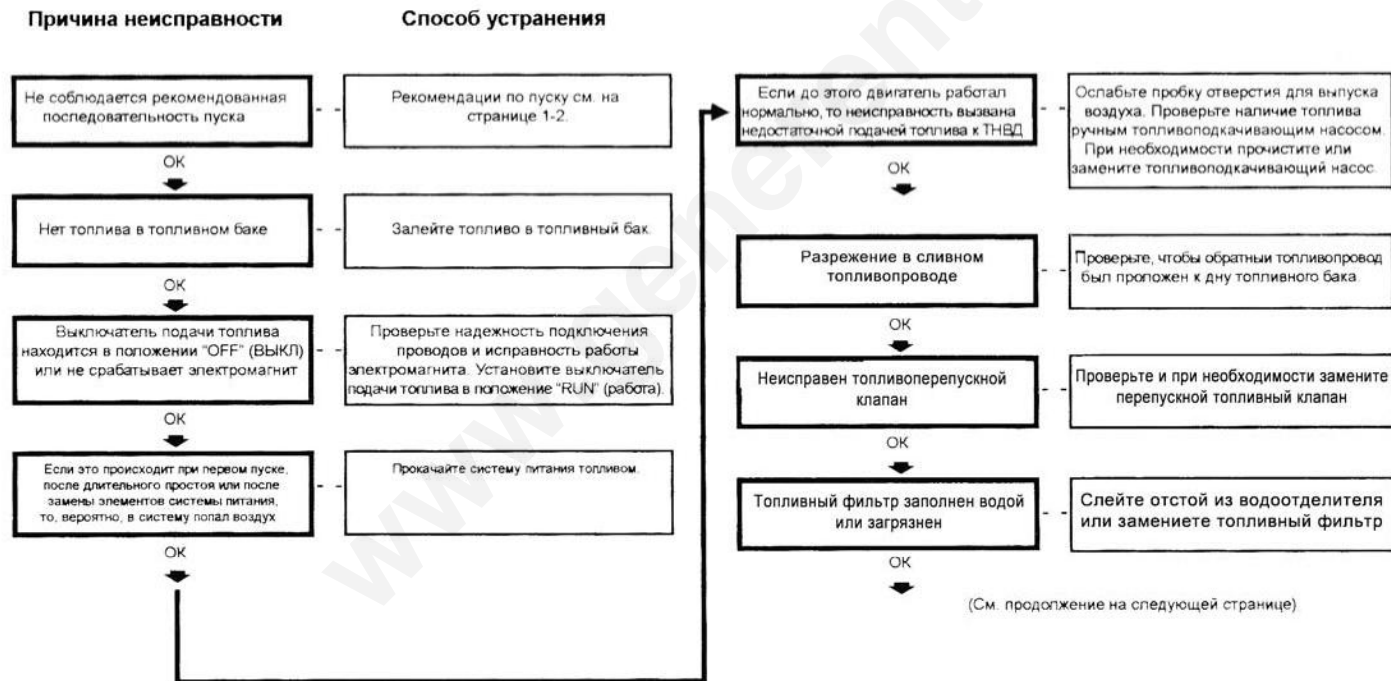 Причина неисправности
Способ устранения
Не соблюдается рекомендованная
последовательность пуска
Рекомендации по пуску см. на
странице 1-2.
ОК
Нет топлива в топливном баке
Залейте топливо в топливный бак.
ОК
Выключатель подачи топлива
находится в положении "OFF" (ВЫКЛ)
или не срабатывает электромагнит
Проверьте надежность подключения
проводов и исправность работы
электромагнита. Установите выключатель
подачи топлива в положение "RUN" (работа).
ОК
Если это происходит при первом пуске,
после длительного простоя или после
замены элементов системы питания,
то, вероятно, в систему попал воздух
Прокачайте систему питания топливом.
ОК
Если до этого двигатель работал
нормально, то неисправность вызвана
недостаточной подачей топлива к ТНВД
Ослабьте пробку отверстия для выпуска
воздуха. Проверьте наличие топлива
ручным топливоподкачивающим насосом.
При необходимости прочистите или
замените топливоподкачивающий насос.
ОК
Разрежение в сливном
топливопроводе
Проверьте, чтобы обратный топливопровод
был проложен к дну топливного бака.
ОК
Неисправен топливоперепускной
клапан
Проверьте и при необходимости замените
перепускной топливный клапан
ОК
Топливный фильтр заполнен водой
или загрязнен
Слейте отстой из водоотделителя
или замениете топливный фильтр
ОК
(См. продолжение на следующей странице)